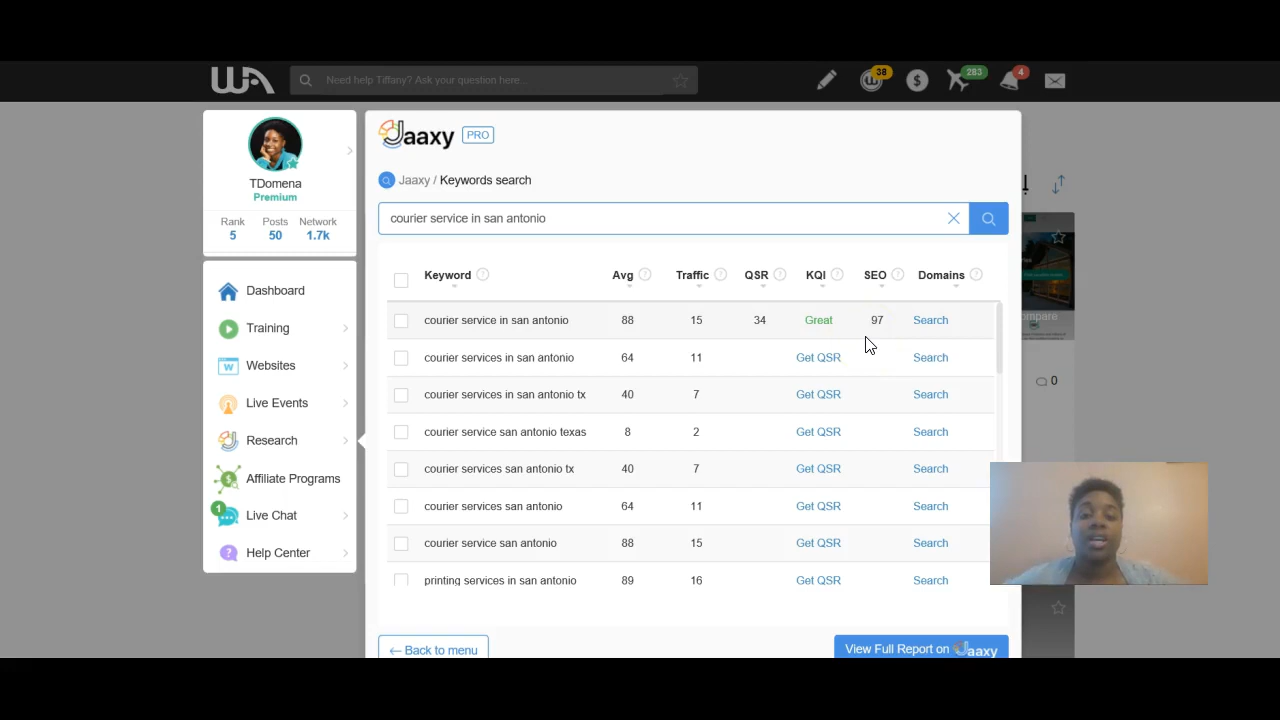 WA
Need help Tiffany? Ask your question here...
38
$
283
4
TDomena
Premium
Rank Posts Network
5 50 1.7k
Dashboard
Training
Websites
Live Events
Research
Affiliate Programs
1
Live Chat
Help Center
Jaaxy PRO
Jaaxy / Keywords search
courier service in san antonio
Keyword Avg Traffic QSR KQI SEO Domains
courier service in san antonio 88 15 34 Great 97 Search
courier services in san antonio 64 11 Get QSR Search
courier services in san antonio tx 40 7 Get QSR Search
courier service san antonio texas 8 2 Get QSR Search
courier services san antonio tx 40 7 Get QSR Search
courier services san antonio 64 11 Get QSR Search
courier service san antonio 88 15 Get QSR Search
printing services in san antonio 89 16 Get QSR Search
← Back to menu
View Full Report on Jaaxy
ompare
0